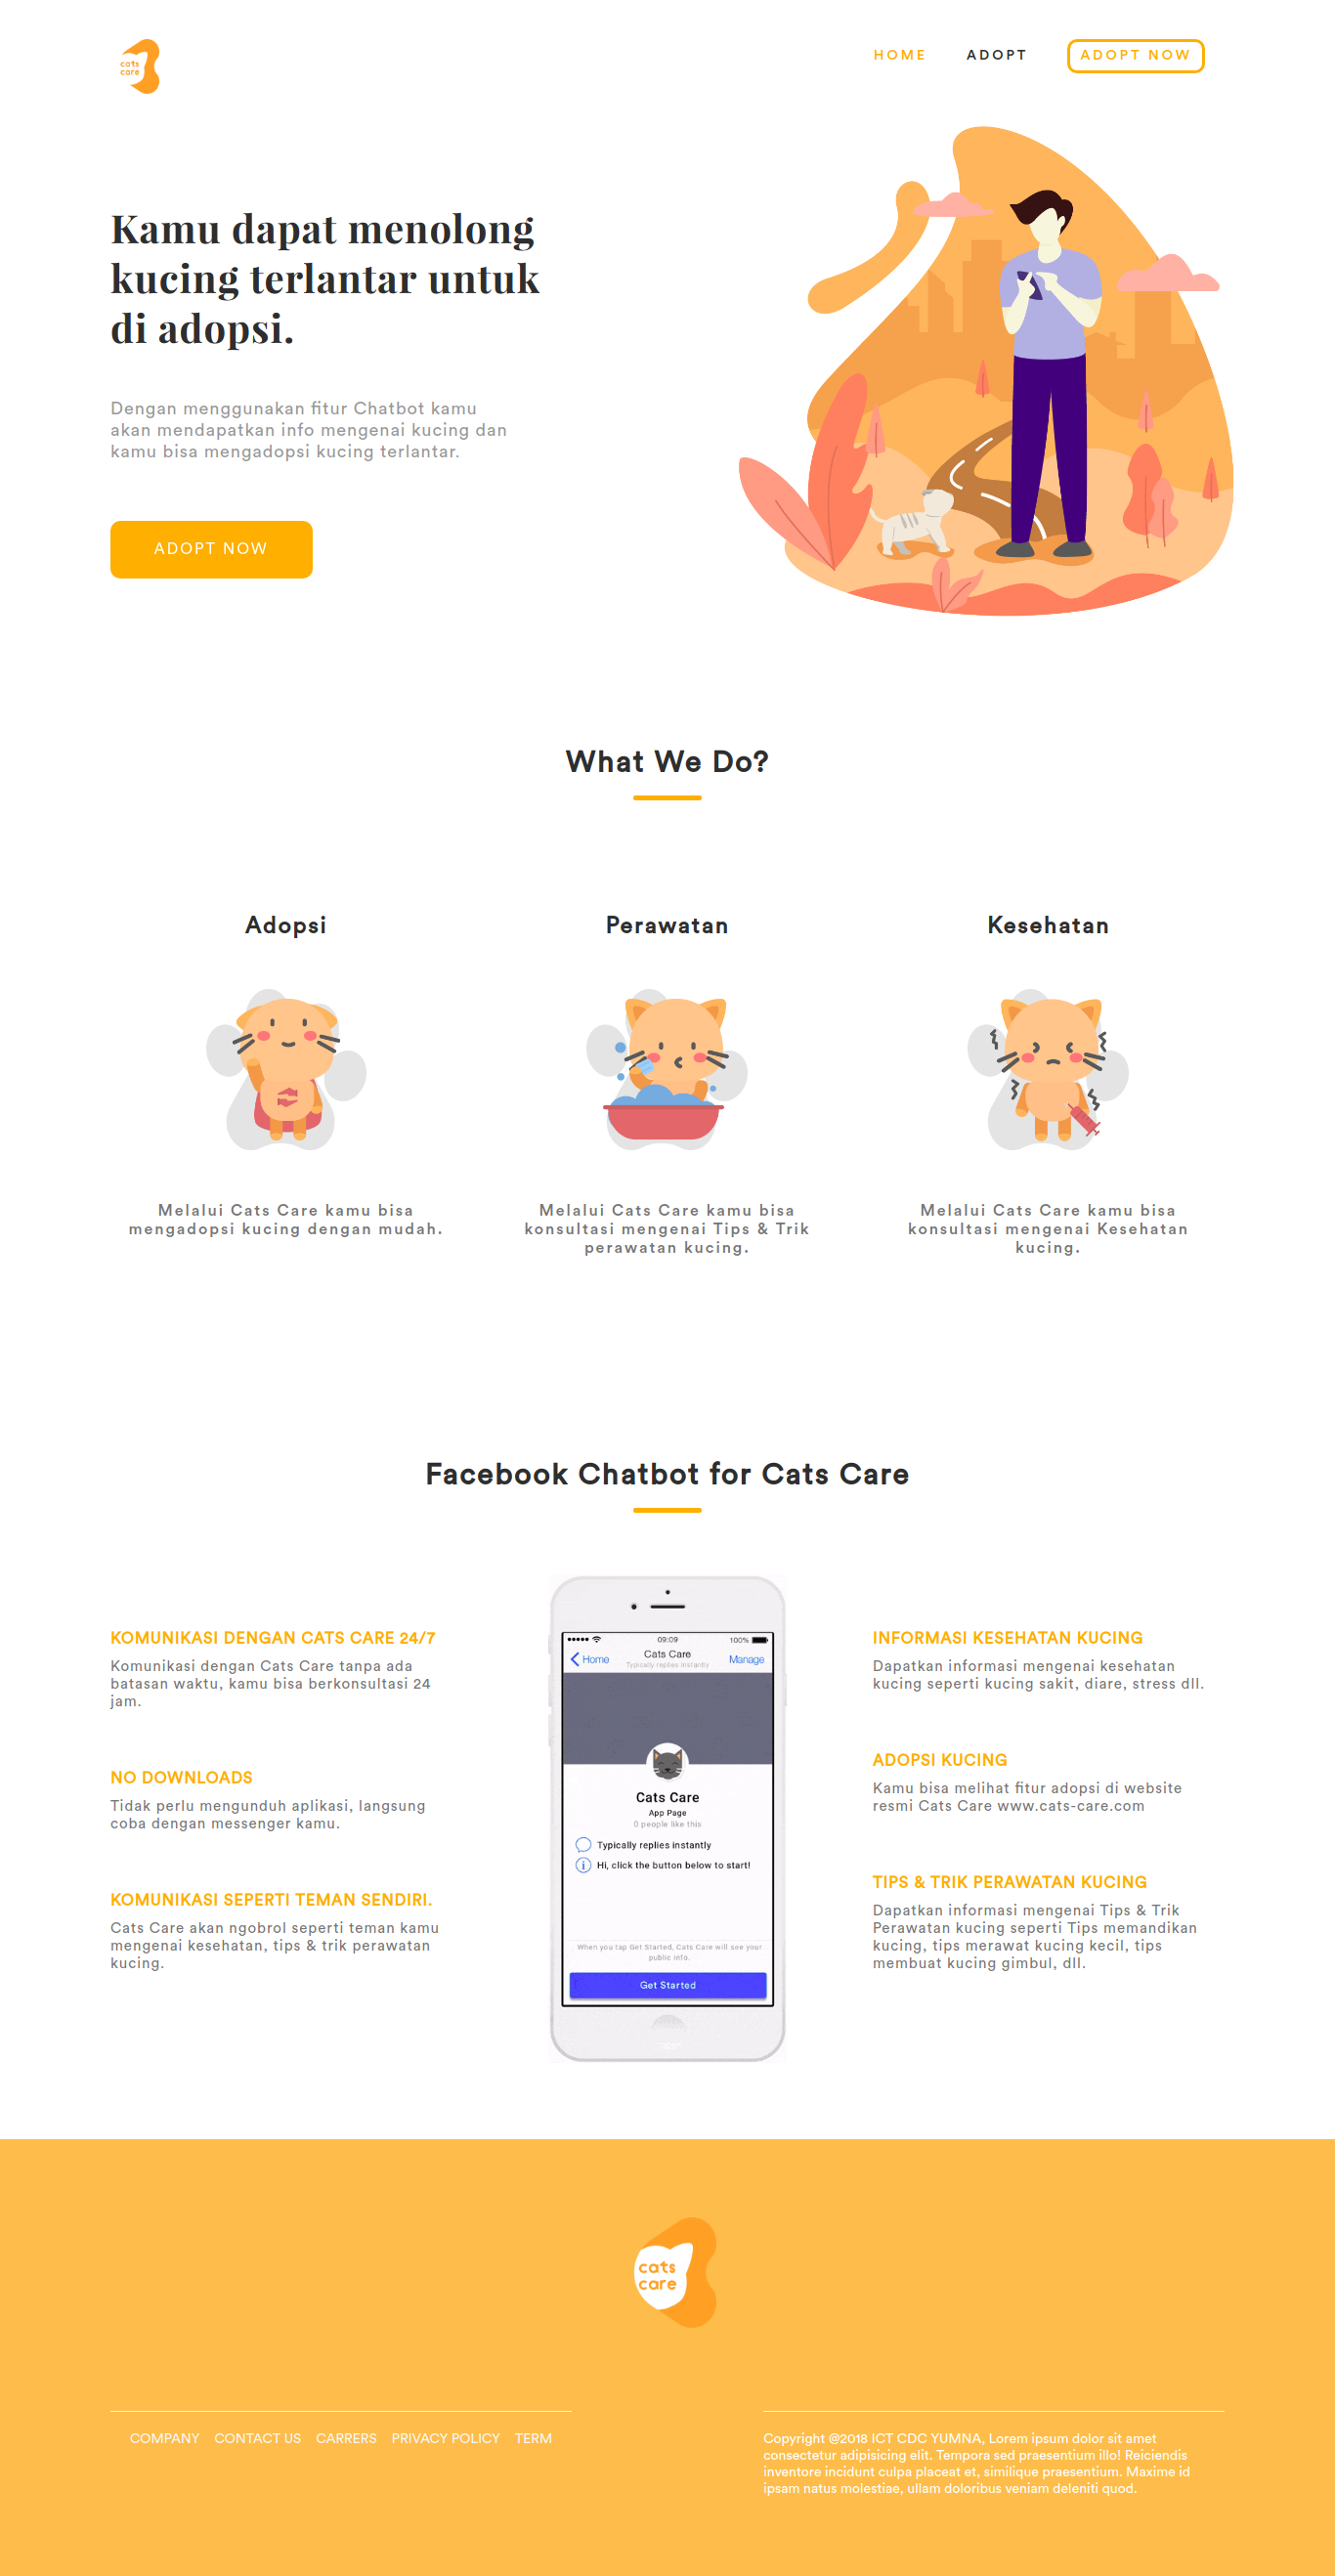 cats
care
HOME ADOPT ADOPT NOW
Kamu dapat menolong
kucing terlantar untuk
di adopsi.
Dengan menggunakan fitur Chatbot kamu
akan mendapatkan info mengenai kucing dan
kamu bisa mengadopsi kucing terlantar.
ADOPT NOW
What We Do?
Adopsi
Melalui Cats Care kamu bisa
mengadopsi kucing dengan mudah.
Perawatan
Melalui Cats Care kamu bisa
konsultasi mengenai Tips & Trik
perawatan kucing.
Kesehatan
Melalui Cats Care kamu bisa
konsultasi mengenai Kesehatan
kucing.
Facebook Chatbot for Cats Care
KOMUNIKASI DENGAN CATS CARE 24/7
Komunikasi dengan Cats Care tanpa ada
batasan waktu, kamu bisa berkonsultasi 24
jam.
NO DOWNLOADS
Tidak perlu mengunduh aplikasi, langsung
coba dengan messenger kamu.
KOMUNIKASI SEPERTI TEMAN SENDIRI.
Cats Care akan ngobrol seperti teman kamu
mengenai kesehatan, tips & trik perawatan
kucing.
09:09 100%
Home Cats Care Manage
Typically replies instantly
Cats Care
App Page
0 people like this
Typically replies instantly
Hi, click the button below to start!
When you tap Get Started, Cats Care will see your
public info.
Get Started
INFORMASI KESEHATAN KUCING
Dapatkan informasi mengenai kesehatan
kucing seperti kucing sakit, diare, stress dll.
ADOPSI KUCING
Kamu bisa melihat fitur adopsi di website
resmi Cats Care www.cats-care.com
TIPS & TRIK PERAWATAN KUCING
Dapatkan informasi mengenai Tips & Trik
Perawatan kucing seperti Tips memandikan
kucing, tips merawat kucing kecil, tips
membuat kucing gimbul, dll.
cats
care
COMPANY CONTACT US CARRERS PRIVACY POLICY TERM
Copyright @2018 ICT CDC YUMNA, Lorem ipsum dolor sit amet
consectetur adipisicing elit. Tempora sed praesentium illo! Reiciendis
inventore incidunt culpa placeat et, similique praesentium. Maxime id
ipsam natus molestiae, ullam doloribus veniam deleniti quod.